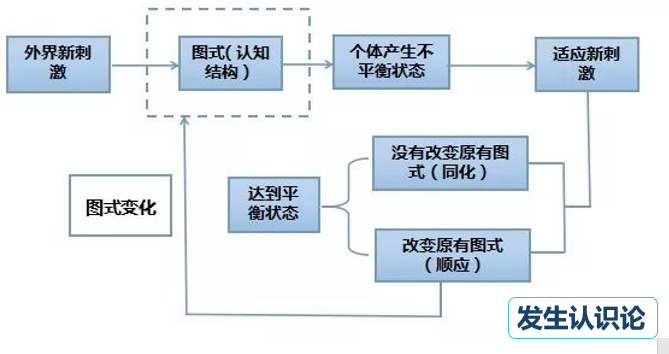 外界新刺
激
图式（认知
结构）
个体产生不
平衡状态
适应新刺
激
没有改变原有图
式（同化）
达到平
衡状态
图式变化
改变原有图式
（顺应）
发生认识论